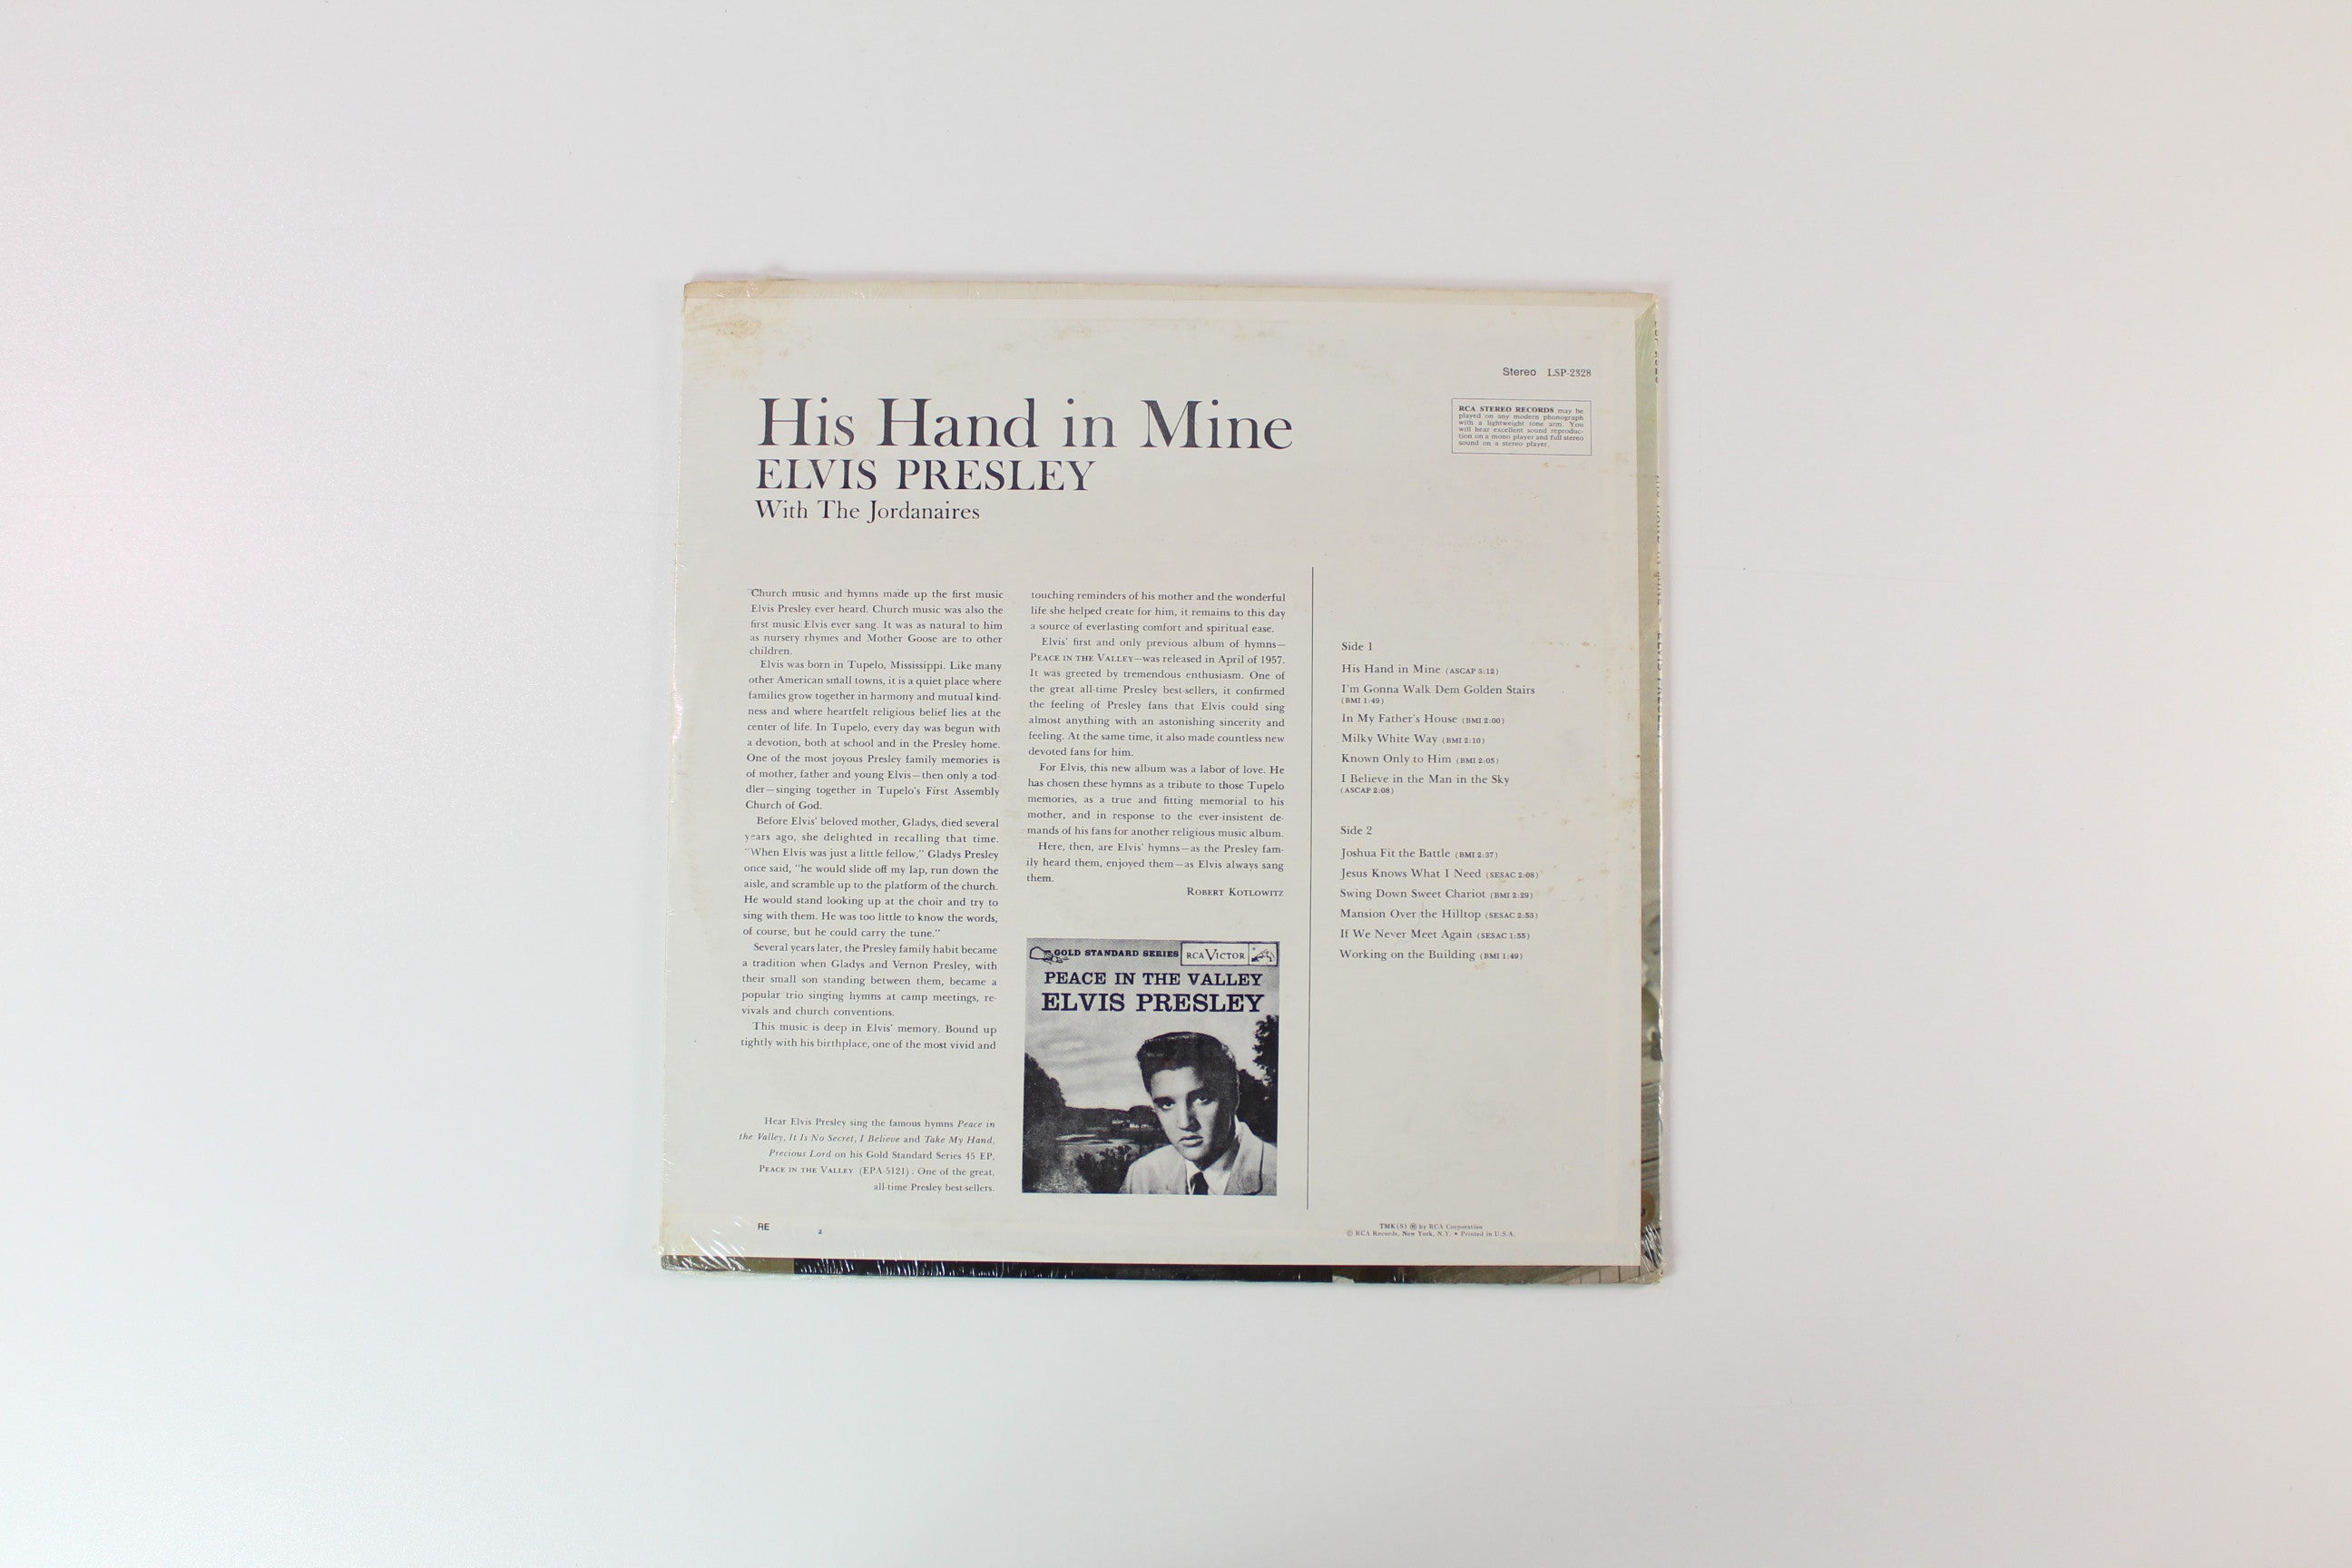 Stereo LSP-2328
His Hand in Mine
ELVIS PRESLEY
With The Jordanaires
RCA STEREO RECORDS may be
played on any modern phonograph
with a lightweight tone arm. You
will hear excellent sound reproduc-
tion on a mono player and full stereo
sound on a stereo player.
Church music and hymns made up the first music
Elvis Presley ever heard. Church music was also the
first music Elvis ever sang. It was as natural to him
as nursery rhymes and Mother Goose are to other
children.
Elvis was born in Tupelo, Mississippi. Like many
other American small towns, it is a quiet place where
families grow together in harmony and mutual kind-
ness and where heartfelt religious belief lies at the
center of life. In Tupelo, every day was begun with
a devotion, both at school and in the Presley home.
One of the most joyous Presley family memories is
of mother, father and young Elvis—then only a tod-
dler—singing together in Tupelo's First Assembly
Church of God.
Before Elvis' beloved mother, Gladys, died several
years ago, she delighted in recalling that time.
"When Elvis was just a little fellow," Gladys Presley
once said, "he would slide off my lap, run down the
aisle, and scramble up to the platform of the church.
He would stand looking up at the choir and try to
sing with them. He was too little to know the words,
of course, but he could carry the tune."
Several years later, the Presley family habit became
a tradition when Gladys and Vernon Presley, with
their small son standing between them, became a
popular trio singing hymns at camp meetings, re-
vivals and church conventions.
This music is deep in Elvis' memory. Bound up
tightly with his birthplace, one of the most vivid and
touching reminders of his mother and the wonderful
life she helped create for him, it remains to this day
a source of everlasting comfort and spiritual ease.
Elvis' first and only previous album of hymns—
PEACE IN THE VALLEY—was released in April of 1957.
It was greeted by tremendous enthusiasm. One of
the great all-time Presley best-sellers, it confirmed
the feeling of Presley fans that Elvis could sing
almost anything with an astonishing sincerity and
feeling. At the same time, it also made countless new
devoted fans for him.
For Elvis, this new album was a labor of love. He
has chosen these hymns as a tribute to those Tupelo
memories, as a true and fitting memorial to his
mother, and in response to the ever-insistent de-
mands of his fans for another religious music album.
Here, then, are Elvis' hymns—as the Presley fam-
ily heard them, enjoyed them—as Elvis always sang
them.
ROBERT KOTLOWITZ
Hear Elvis Presley sing the famous hymns Peace in
the Valley, It Is No Secret, I Believe and Take My Hand,
Precious Lord on his Gold Standard Series 45 EP,
PEACE IN THE VALLEY (EPA-5121). One of the great,
all-time Presley best-sellers.
GOLD STANDARD SERIES RCA VICTOR
PEACE IN THE VALLEY
ELVIS PRESLEY
Side 1
His Hand in Mine (ASCAP 3:12)
I'm Gonna Walk Dem Golden Stairs
(BMI 1:49)
In My Father's House (BMI 2:00)
Milky White Way (BMI 2:10)
Known Only to Him (BMI 2:05)
I Believe in the Man in the Sky
(ASCAP 2:08)
Side 2
Joshua Fit the Battle (BMI 2:37)
Jesus Knows What I Need (SESAC 2:08)
Swing Down Sweet Chariot (BMI 2:29)
Mansion Over the Hilltop (SESAC 2:53)
If We Never Meet Again (SESAC 1:55)
Working on the Building (BMI 1:49)
RE 2
TMK(S) ® by RCA Corporation
© RCA Records, New York, N.Y. • Printed in U.S.A.